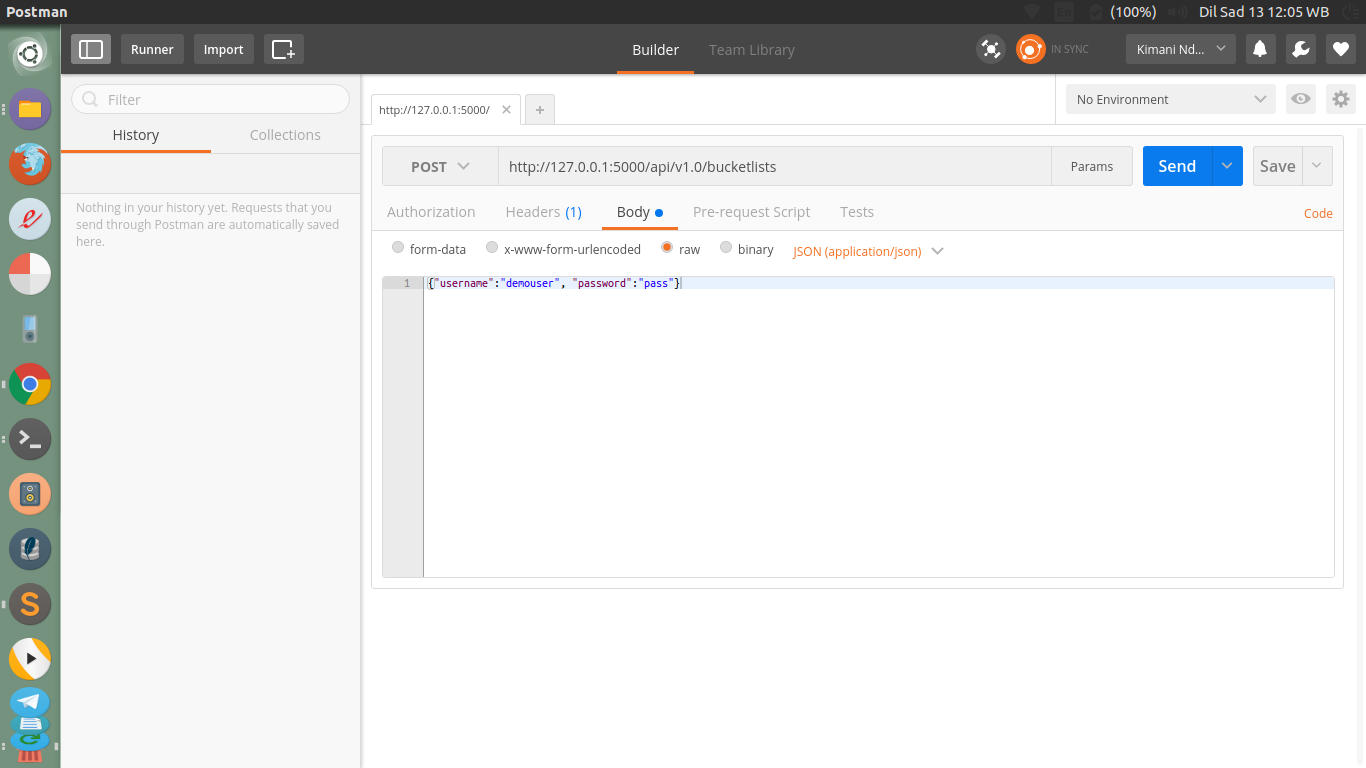 Postman
En
(100%)
Dil Sad 13 12:05 WB
Runner
Import
Builder
Team Library
IN SYNC
Kimani Nd...
Filter
History
Collections
Nothing in your history yet. Requests that you
send through Postman are automatically saved
here.
http://127.0.0.1:5000/
No Environment
POST
http://127.0.0.1:5000/api/v1.0/bucketlists
Params
Send
Save
Authorization
Headers (1)
Body
Pre-request Script
Tests
Code
form-data
x-www-form-urlencoded
raw
binary
JSON (application/json)
1
{"username":"demouser", "password":"pass"}